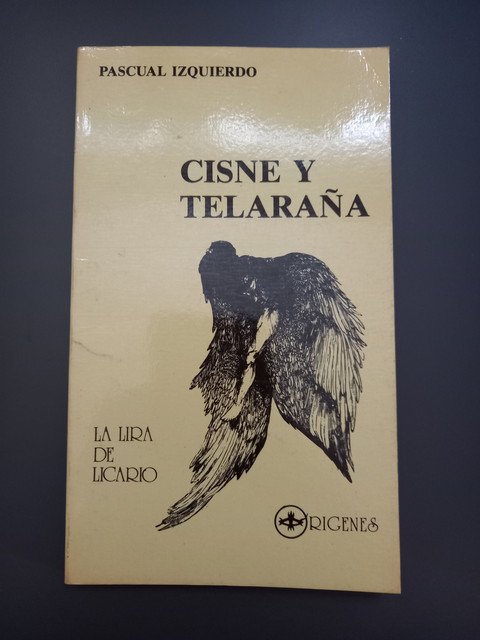 PASCUAL IZQUIERDO
CISNE Y
TELARAÑA
LA LIRA
DE
LICARIO
ORIGENES